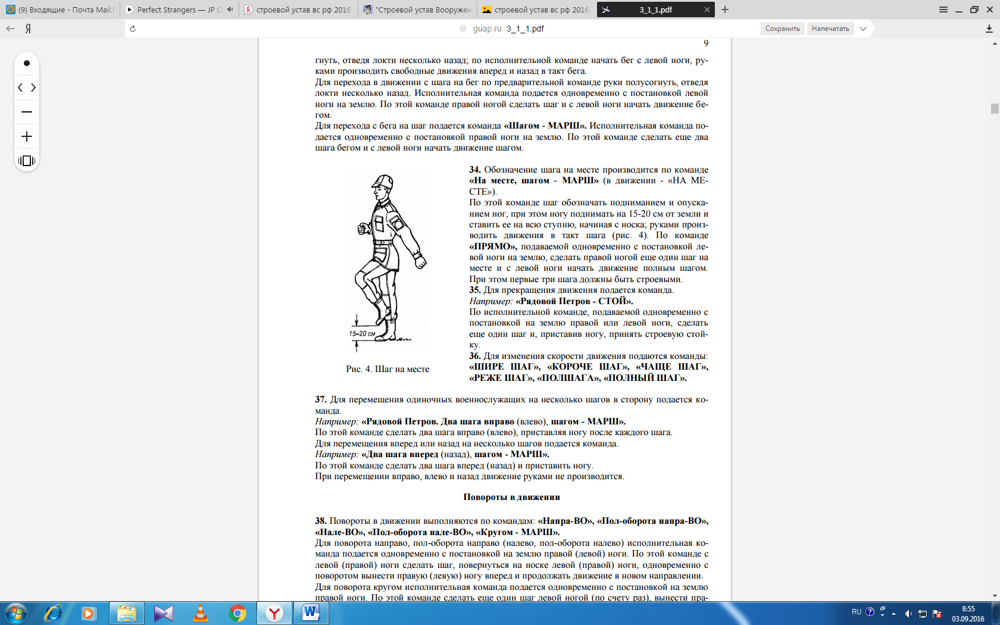 (9) Входящие - Почта Mail.R
Perfect Strangers — JP C
строевой устав вс рф 2016
"Строевой устав Вооружен
строевой устав вс рф 2016:
3_1_1.pdf
Я
guap.ru 3_1_1.pdf
Сохранить
Напечатать
9
гнуть, отведя локти несколько назад; по исполнительной команде начать бег с левой ноги, ру-
ками производить свободные движения вперед и назад в такт бега.
Для перехода в движении с шага на бег по предварительной команде руки полусогнуть, отведя
локти несколько назад. Исполнительная команда подается одновременно с постановкой левой
ноги на землю. По этой команде правой ногой сделать шаг и с левой ноги начать движение бе-
гом.
Для перехода с бега на шаг подается команда «Шагом - МАРШ». Исполнительная команда по-
дается одновременно с постановкой правой ноги на землю. По этой команде сделать еще два
шага бегом и с левой ноги начать движение шагом.
15–20 см
Рис. 4. Шаг на месте
34. Обозначение шага на месте производится по команде
«На месте, шагом - МАРШ» (в движении - «НА МЕ-
СТЕ»).
По этой команде шаг обозначать подниманием и опуска-
нием ног, при этом ногу поднимать на 15-20 см от земли и
ставить ее на всю ступню, начиная с носка; руками произ-
водить движения в такт шага (рис. 4). По команде
«ПРЯМО», подаваемой одновременно с постановкой ле-
вой ноги на землю, сделать правой ногой еще один шаг на
месте и с левой ноги начать движение полным шагом.
При этом первые три шага должны быть строевыми.
35. Для прекращения движения подается команда.
Например: «Рядовой Петров - СТОЙ».
По исполнительной команде, подаваемой одновременно с
постановкой на землю правой или левой ноги, сделать
еще один шаг и, приставив ногу, принять строевую стой-
ку.
36. Для изменения скорости движения подаются команды:
«ШИРЕ ШАГ», «КОРОЧЕ ШАГ», «ЧАЩЕ ШАГ»,
«РЕЖЕ ШАГ», «ПОЛШАГА», «ПОЛНЫЙ ШАГ».
37. Для перемещения одиночных военнослужащих на несколько шагов в сторону подается ко-
манда.
Например: «Рядовой Петров. Два шага вправо (влево), шагом - МАРШ».
По этой команде сделать два шага вправо (влево), приставляя ногу после каждого шага.
Для перемещения вперед или назад на несколько шагов подается команда.
Например: «Два шага вперед (назад), шагом - МАРШ».
По этой команде сделать два шага вперед (назад) и приставить ногу.
При перемещении вправо, влево и назад движение руками не производится.
Повороты в движении
38. Повороты в движении выполняются по командам: «Напра-ВО», «Пол-оборота напра-ВО»,
«Нале-ВО», «Пол-оборота нале-ВО», «Кругом - МАРШ».
Для поворота направо, пол-оборота направо (налево, пол-оборота налево) исполнительная ко-
манда подается одновременно с постановкой на землю правой (левой) ноги. По этой команде с
левой (правой) ноги сделать шаг, повернуться на носке левой (правой) ноги, одновременно с
поворотом вынести правую (левую) ногу вперед и продолжать движение в новом направлении.
Для поворота кругом исполнительная команда подается одновременно с постановкой на землю
правой ноги. По этой команде сделать еще один шаг левой ногой (по счету раз), вынести пра-
RU
8:55
03.09.2016